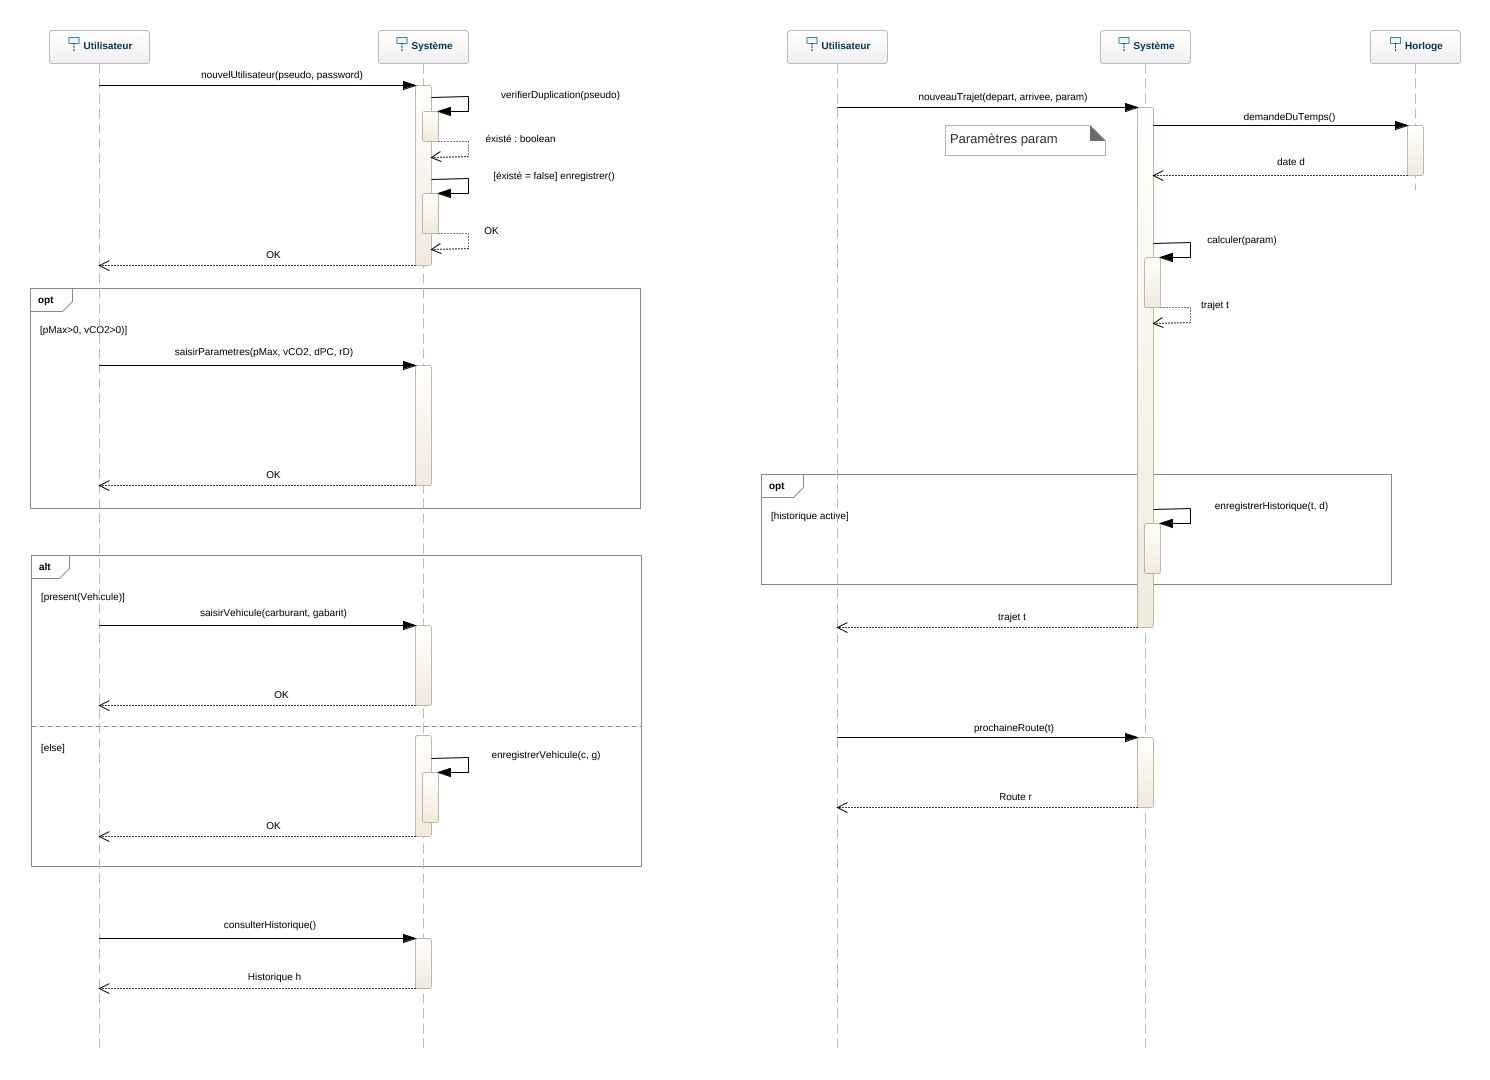 Utilisateur
Système
nouvelUtilisateur(pseudo, password)
verifierDuplication(pseudo)
éxisté : boolean
[éxisté = false] enregistrer()
OK
OK
opt
[pMax>0, vCO2>0)]
saisirParametres(pMax, vCO2, dPC, rD)
OK
alt
[present(Vehicule)]
saisirVehicule(carburant, gabarit)
OK
[else]
enregistrerVehicule(c, g)
OK
consulterHistorique()
Historique h
Utilisateur
Système
Horloge
nouveauTrajet(depart, arrivee, param)
demandeDuTemps()
Paramètres param
date d
calculer(param)
trajet t
opt
enregistrerHistorique(t, d)
[historique active]
trajet t
prochaineRoute(t)
Route r